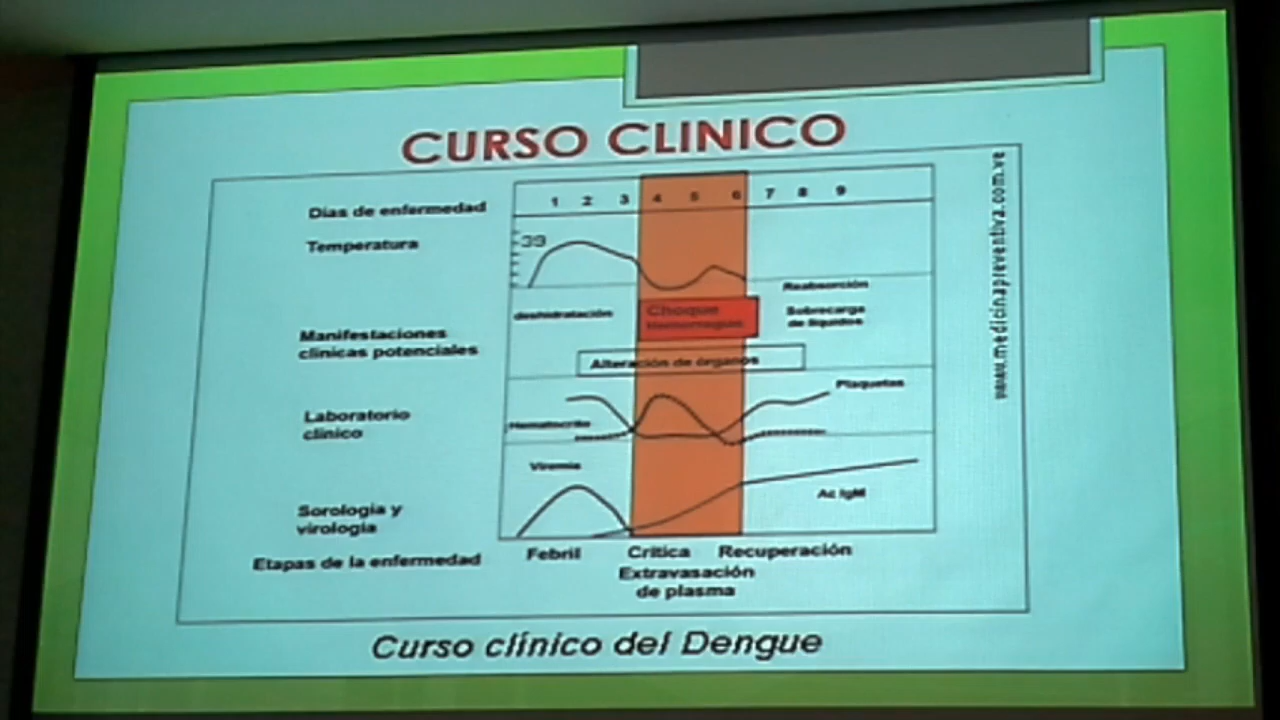 CURSO CLINICO
Días de enfermedad
1 2 3 4 5 6 7 8 9
Temperatura
39
Reabsorción
deshidratación
Choque
Hemorragias
Sobrecarga
de líquidos
Manifestaciones
clínicas potenciales
Alteración de órganos
Plaquetas
Laboratorio
clínico
Hematocrito
Viremia
Ac IgM
Sorología y
virología
Etapas de la enfermedad
Febril
Crítica
Recuperación
Extravasación
de plasma
Curso clínico del Dengue
www.medicinapreventiva.com.ve